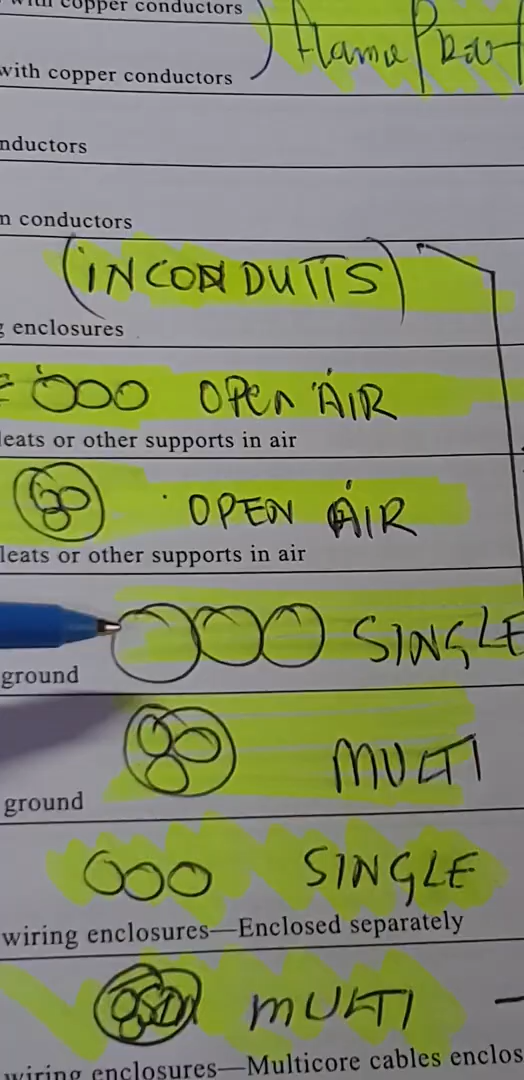 with copper conductors
with copper conductors ) flame Proof
nductors
n conductors
(IN CONDUITS)
g enclosures
= OPEN AIR
leats or other supports in air
OPEN AIR
leats or other supports in air
SINGLE
ground
MULTI
ground
SINGLE
wiring enclosures—Enclosed separately
MULTI —
wiring enclosures—Multicore cables enclos